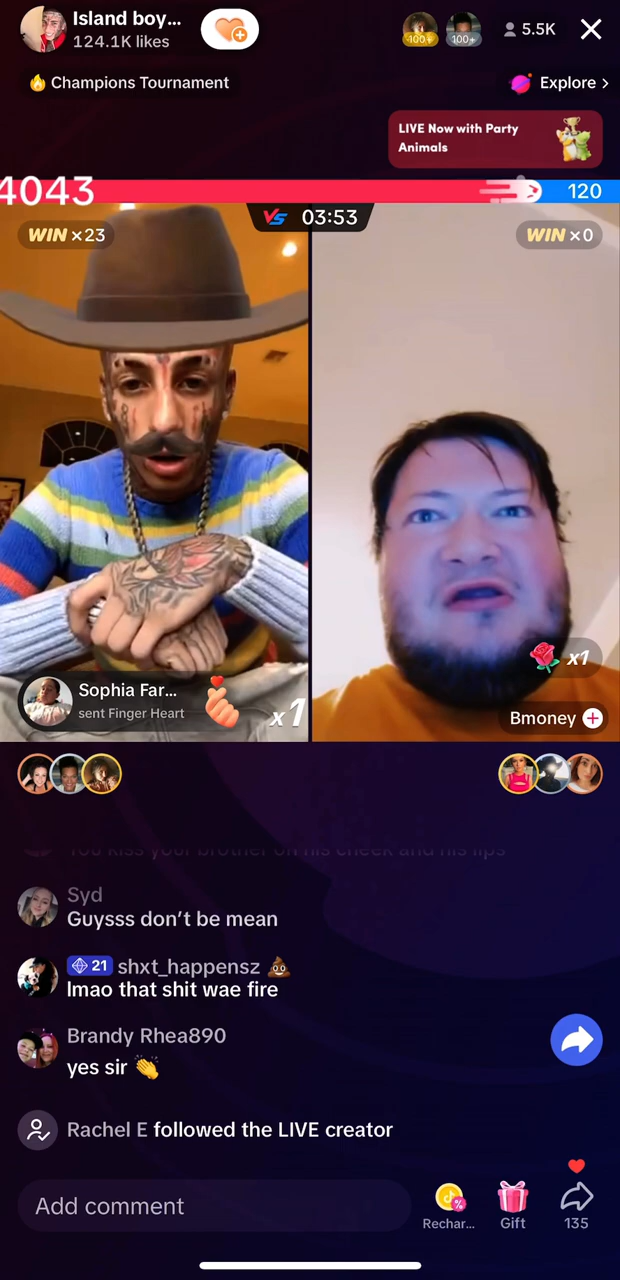 Island boy...
124.1K likes
100+
100+
5.5K
Champions Tournament
Explore >
LIVE Now with Party
Animals
4043
120
VS 03:53
WIN ×23
WIN ×0
Sophia Far...
sent Finger Heart
x1
x1
Bmoney
You kiss your brother on his cheek and his lips
Syd
Guysss don't be mean
21 shxt_happensz 💩
lmao that shit wae fire
Brandy Rhea890
yes sir 👏
Rachel E followed the LIVE creator
Add comment
Rechar...
Gift
135